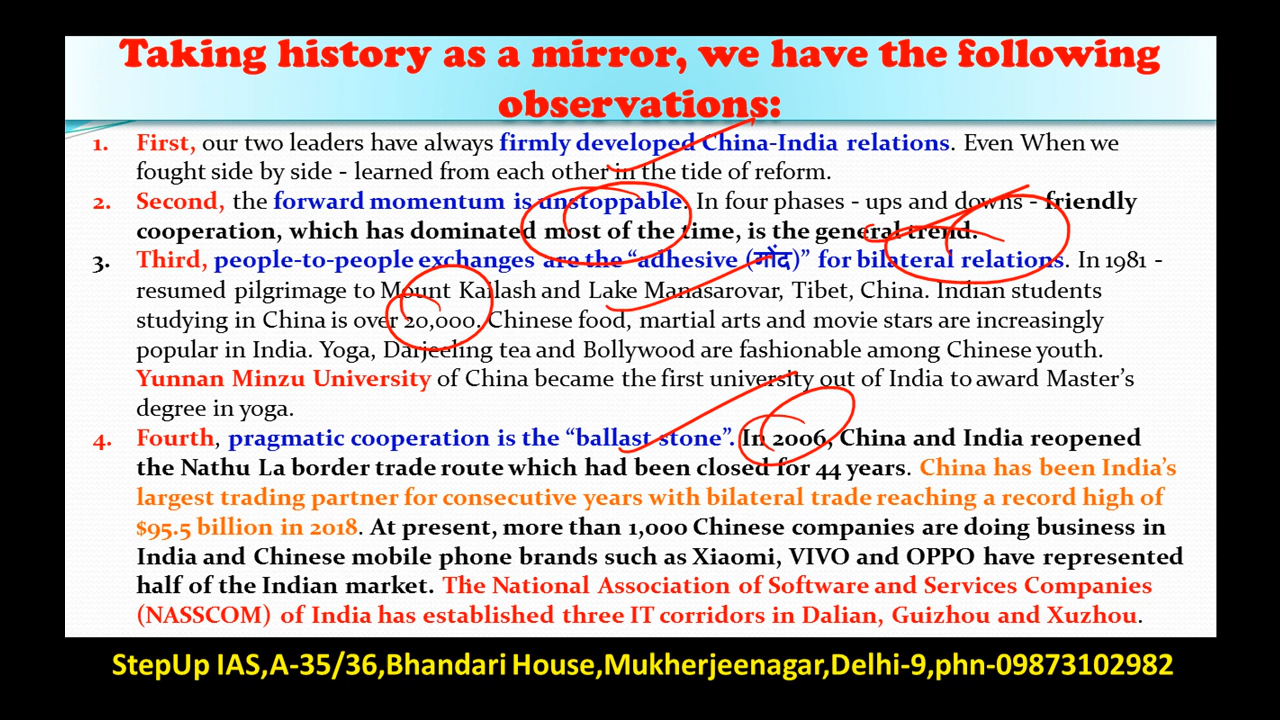 Taking history as a mirror, we have the following
observations:
1. First, our two leaders have always firmly developed China-India relations. Even When we
fought side by side - learned from each other in the tide of reform.
2. Second, the forward momentum is unstoppable. In four phases - ups and downs - friendly
cooperation, which has dominated most of the time, is the general trend.
3. Third, people-to-people exchanges are the “adhesive (गोंद)” for bilateral relations. In 1981 -
resumed pilgrimage to Mount Kailash and Lake Manasarovar, Tibet, China. Indian students
studying in China is over 20,000. Chinese food, martial arts and movie stars are increasingly
popular in India. Yoga, Darjeeling tea and Bollywood are fashionable among Chinese youth.
Yunnan Minzu University of China became the first university out of India to award Master’s
degree in yoga.
4. Fourth, pragmatic cooperation is the “ballast stone”. In 2006, China and India reopened
the Nathu La border trade route which had been closed for 44 years. China has been India’s
largest trading partner for consecutive years with bilateral trade reaching a record high of
$95.5 billion in 2018. At present, more than 1,000 Chinese companies are doing business in
India and Chinese mobile phone brands such as Xiaomi, VIVO and OPPO have represented
half of the Indian market. The National Association of Software and Services Companies
(NASSCOM) of India has established three IT corridors in Dalian, Guizhou and Xuzhou.
StepUp IAS,A-35/36,Bhandari House,Mukherjeenagar,Delhi-9,phn-09873102982